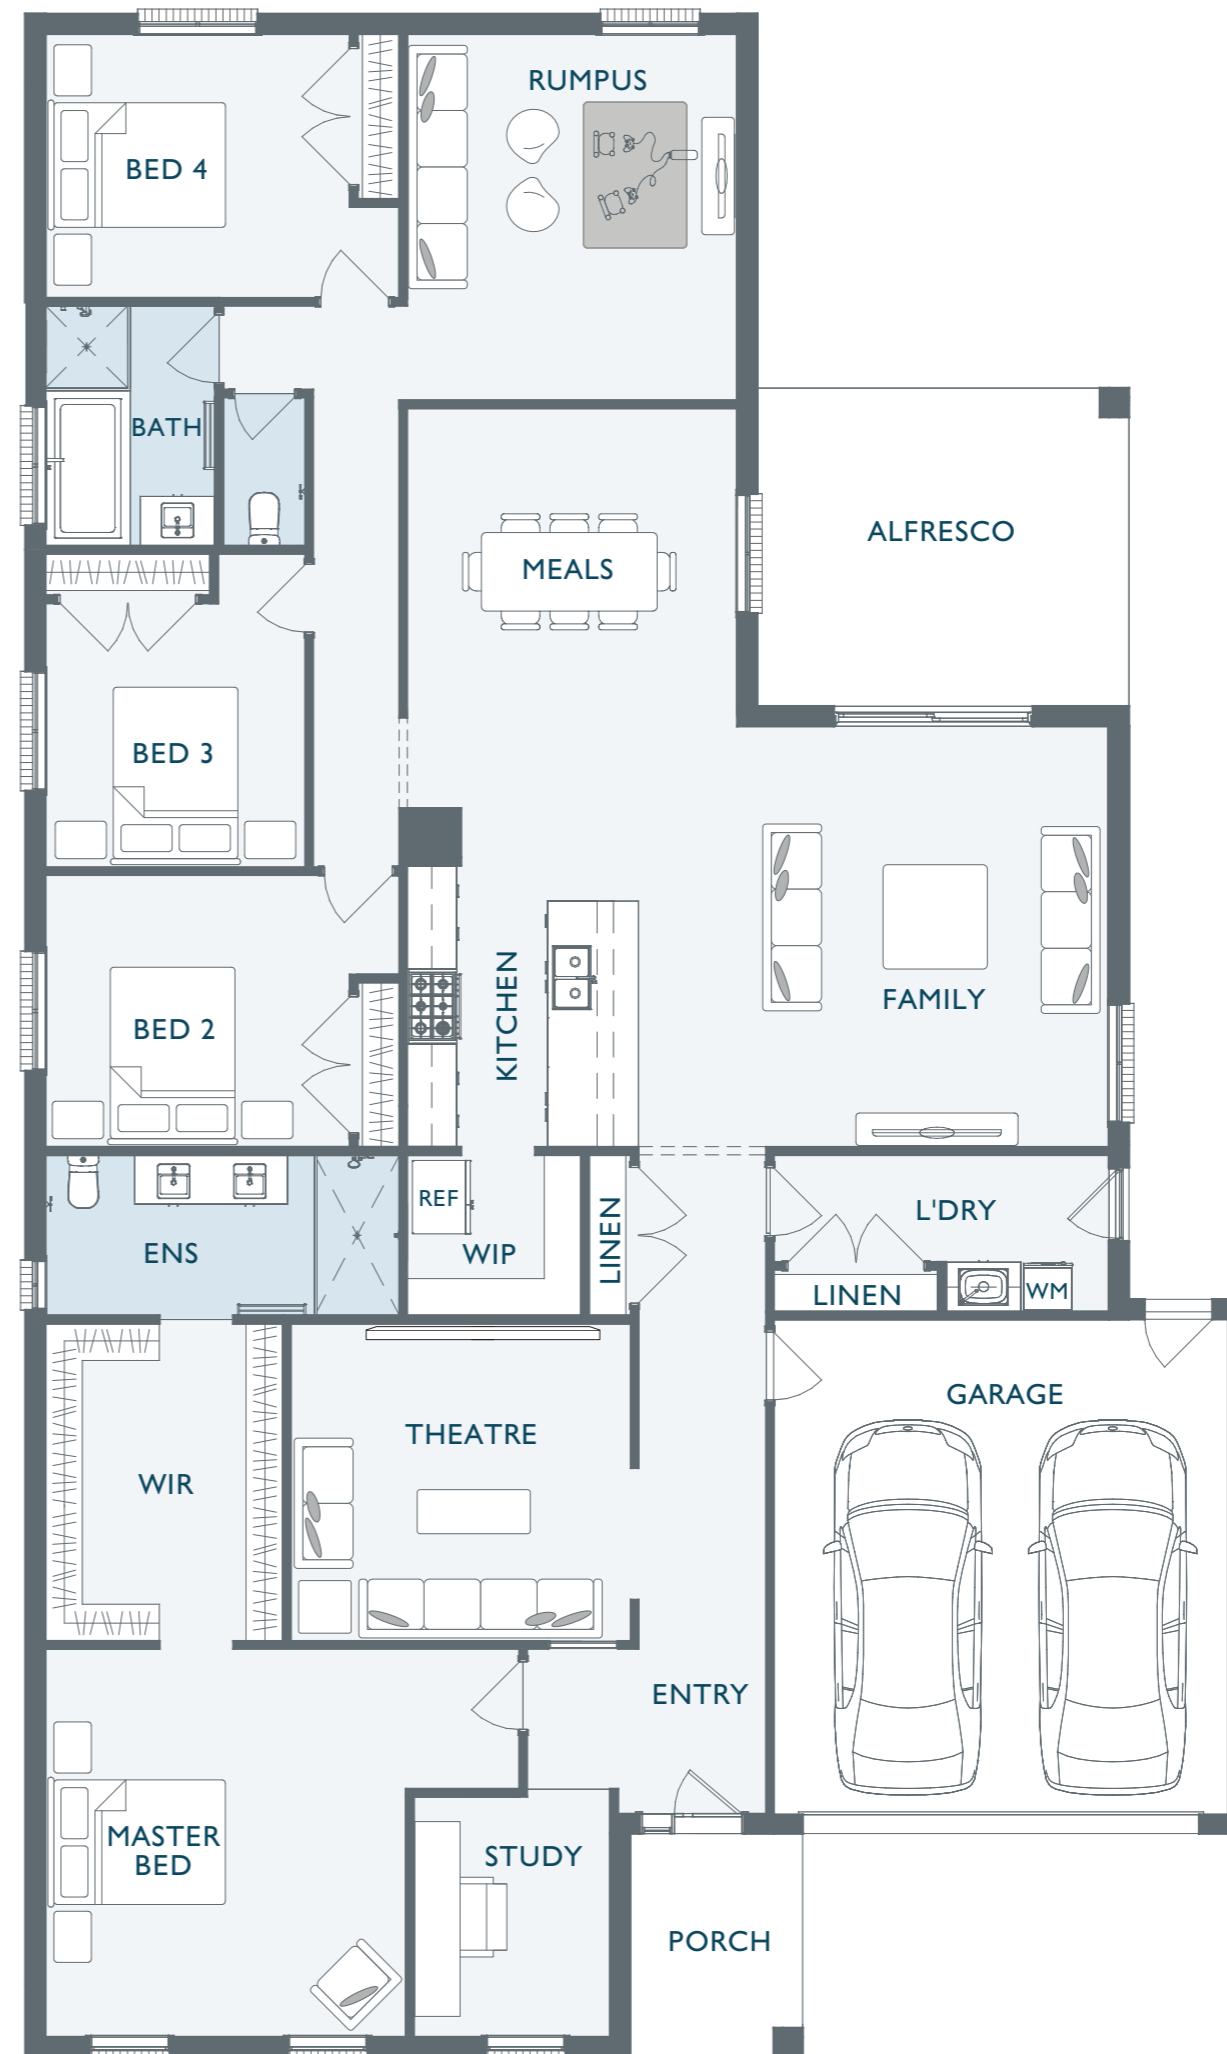 RUMPUS
BED 4
BATH
ALFRESCO
MEALS
BED 3
KITCHEN
FAMILY
BED 2
REF
WIP
LINEN
L'DRY
ENS
LINEN
WM
GARAGE
THEATRE
WIR
ENTRY
MASTER
BED
STUDY
PORCH